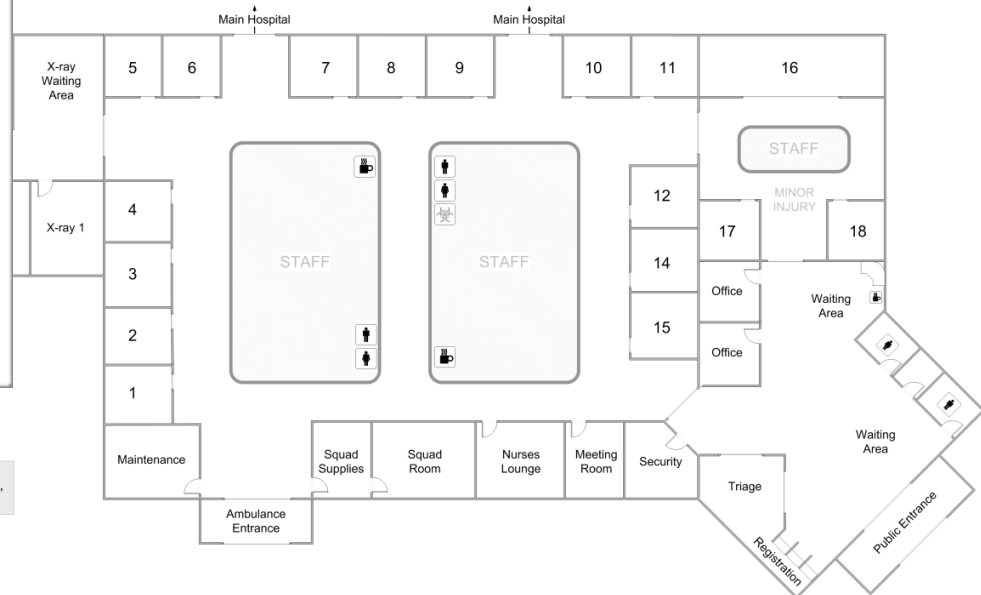 Main Hospital
Main Hospital
X-ray
Waiting
Area
5
6
7
8
9
10
11
16
STAFF
MINOR
INJURY
4
X-ray 1
12
17
18
3
STAFF
STAFF
14
Office
Waiting
Area
2
15
Office
1
Maintenance
Squad
Supplies
Squad
Room
Nurses
Lounge
Meeting
Room
Security
Waiting
Area
Triage
Ambulance
Entrance
Public Entrance
Registration